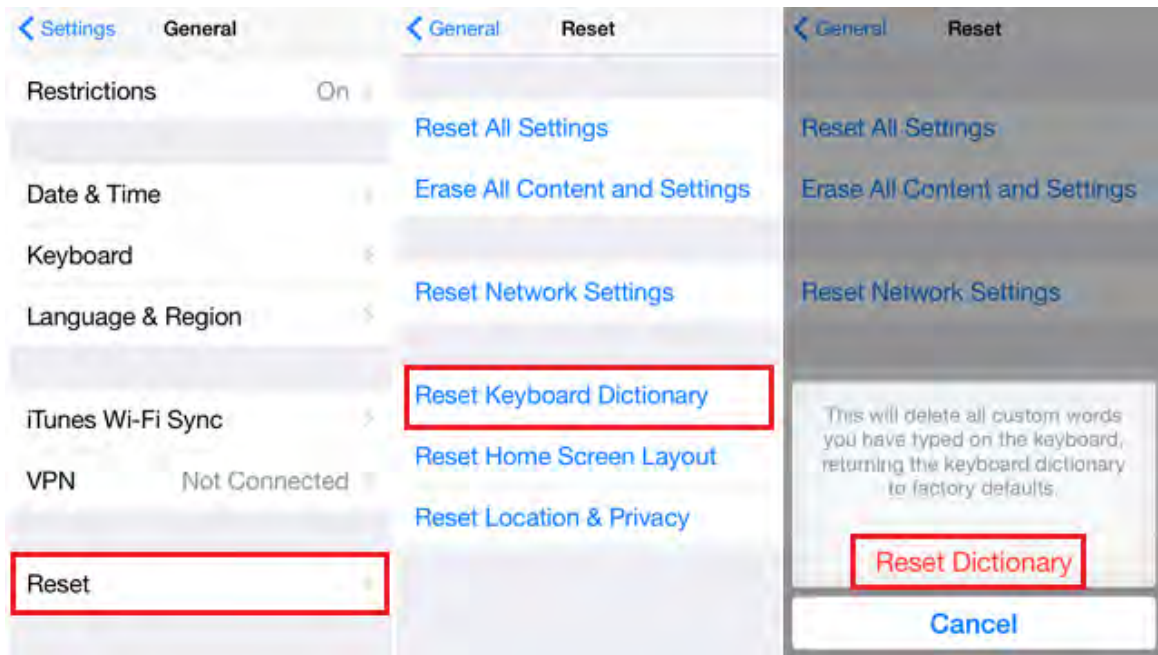 Settings General
Restrictions On
Date & Time
Keyboard
Language & Region
iTunes Wi-Fi Sync
VPN Not Connected
Reset
General Reset
Reset All Settings
Erase All Content and Settings
Reset Network Settings
Reset Keyboard Dictionary
Reset Home Screen Layout
Reset Location & Privacy
General Reset
Reset All Settings
Erase All Content and Settings
Reset Network Settings
This will delete all custom words
you have typed on the keyboard,
returning the keyboard dictionary
to factory defaults.
Reset Dictionary
Cancel